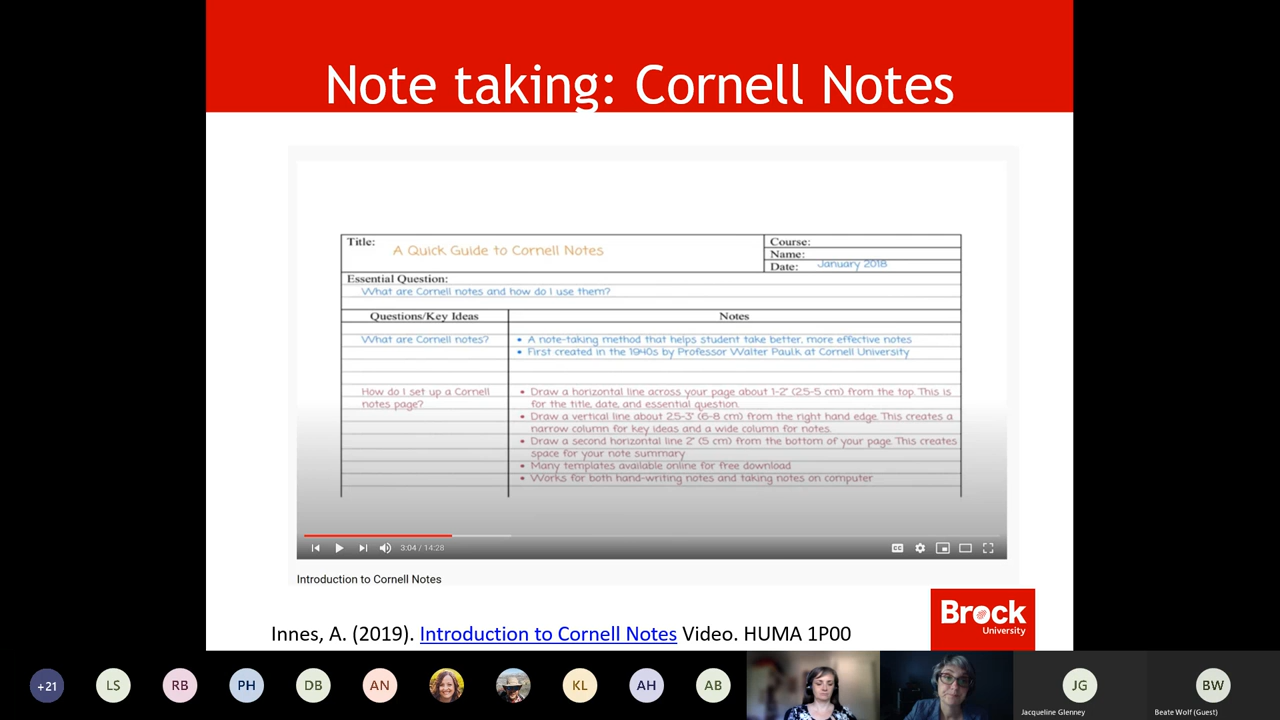 Note taking: Cornell Notes
Title:
A Quick Guide to Cornell Notes
Course:
Name:
Date: January 2018
Essential Question:
What are Cornell notes and how do I use them?
Questions/Key Ideas
Notes
What are Cornell notes?
• A note-taking method that helps student take better, more effective notes
• First created in the 1940s by Professor Walter Paulk at Cornell University
How do I set up a Cornell
notes page?
• Draw a horizontal line across your page about 1-2" (2.5-5 cm) from the top. This is
for the title, date, and essential question.
• Draw a vertical line about 2.5-3" (6-8 cm) from the right hand edge. This creates a
narrow column for key ideas and a wide column for notes.
• Draw a second horizontal line 2" (5 cm) from the bottom of your page. This creates
space for your note summary
• Many templates available online for free download
• Works for both hand-writing notes and taking notes on computer
3:04 / 14:28
CC
Introduction to Cornell Notes
Innes, A. (2019). Introduction to Cornell Notes Video. HUMA 1P00
Brock
University
+21
LS
RB
PH
DB
AN
KL
AH
AB
JG
Jacqueline Glenney
BW
Beate Wolf (Guest)